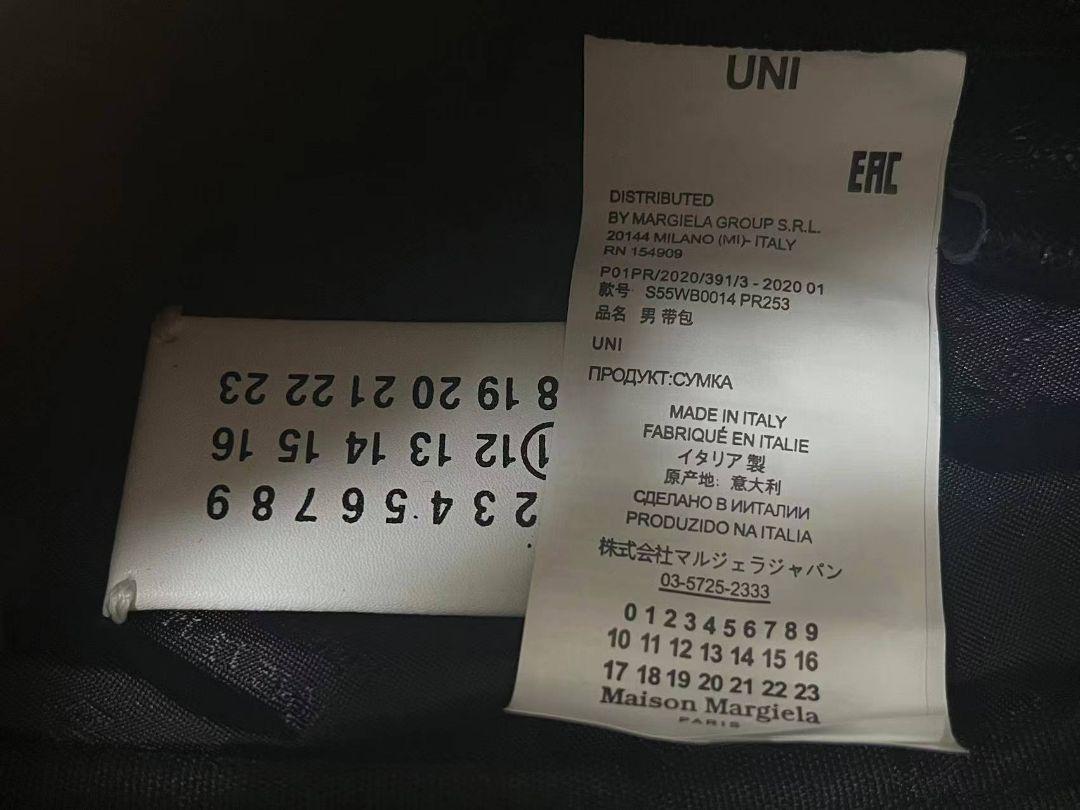 UNI
EAC
DISTRIBUTED
BY MARGIELA GROUP S.R.L.
20144 MILANO (MI)- ITALY
RN 154909
P01PR/2020/391/3 - 2020 01
款号· S55WB0014 PR253
品名 男 带包
UNI
ПРОДУКТ:СУМКА
MADE IN ITALY
FABRIQUÉ EN ITALIE
イタリア 製
原产地: 意大利
СДЕЛАНО В ИИТАЛИИ
PRODUZIDO NA ITALIA
株式会社マルジェラジャパン
03-5725-2333
0 1 2 3 4 5 6 7 8 9
10 11 12 13 14 15 16
17 18 19 20 21 22 23
Maison Margiela
PARIS
2 3 4 5 6 7 8 9
12 13 14 15 16
8 19 20 21 22 23